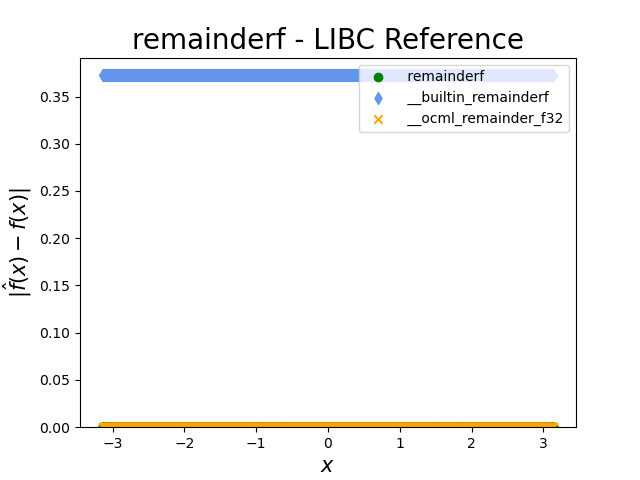 remainderf - LIBC Reference
remainderf
__builtin_remainderf
__ocml_remainder_f32
|f̂(x) − f(x)|
0.35
0.30
0.25
0.20
0.15
0.10
0.05
0.00
−3 −2 −1 0 1 2 3
x